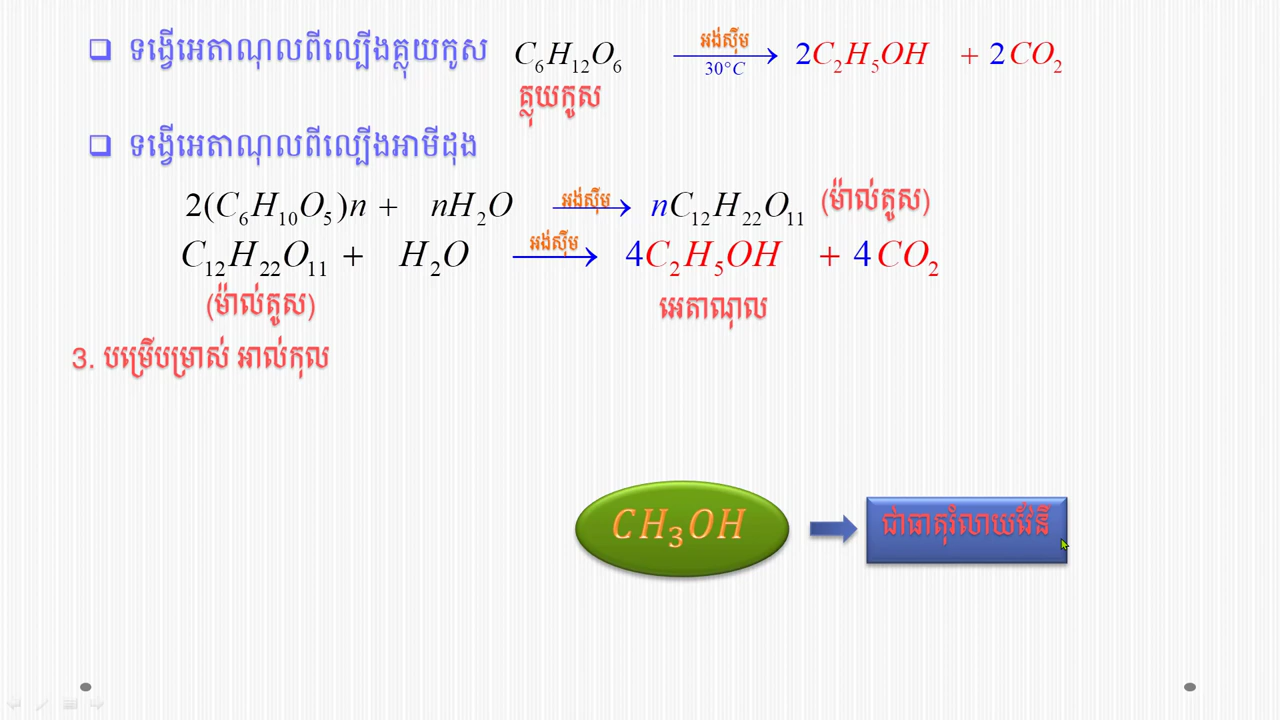 ❑ ទង្វើអេតាណុលពីល្បើងគ្លុយកូស C₆H₁₂O₆ អង់ស៊ីម 30°C → 2C₂H₅OH + 2CO₂
គ្លុយកូស
❑ ទង្វើអេតាណុលពីល្បើងអាមីដុង
2(C₆H₁₀O₅)n + nH₂O អង់ស៊ីម → nC₁₂H₂₂O₁₁ (ម៉ាល់តូស)
C₁₂H₂₂O₁₁ + H₂O អង់ស៊ីម → 4C₂H₅OH + 4CO₂
(ម៉ាល់តូស) អេតាណុល
3. បម្រើបម្រាស់ អាល់កុល
CH₃OH → ជាធាតុរំលាយវែនី